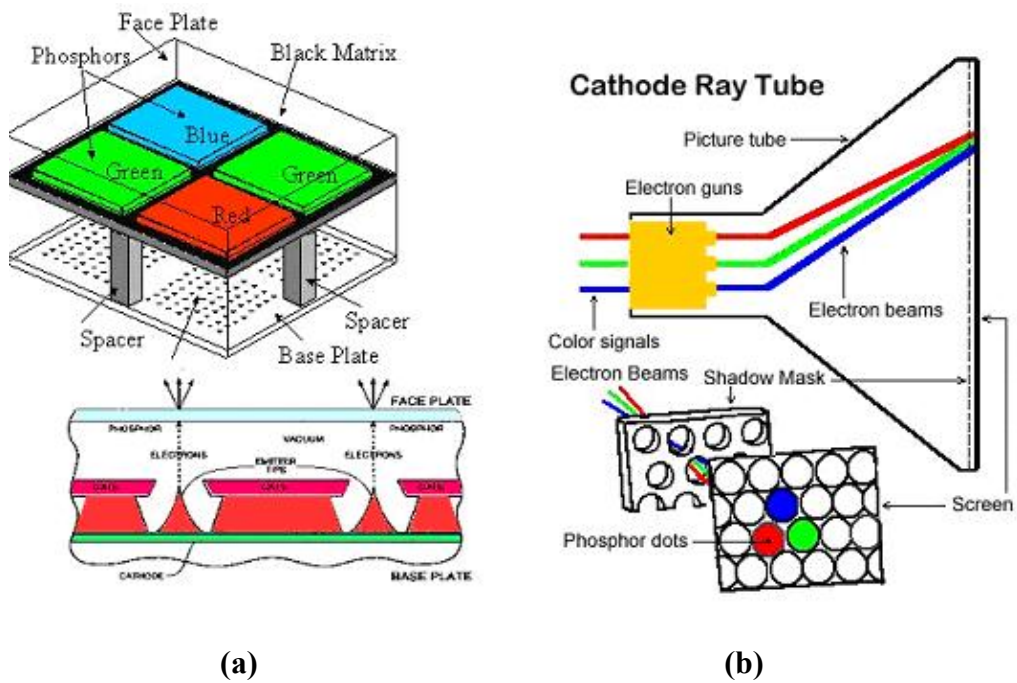 Face Plate
Phosphors
Black Matrix
Blue
Green
Green
Red
Spacer
Spacer
Base Plate
FACE PLATE
PHOSPHOR
PHOSPHOR
VACUUM
ELECTRONS
EMITTER
TIPS
ELECTRONS
CATHODE
BASE PLATE
(a)
Cathode Ray Tube
Picture tube
Electron guns
Electron beams
Color signals
Electron Beams
Shadow Mask
Screen
Phosphor dots
(b)